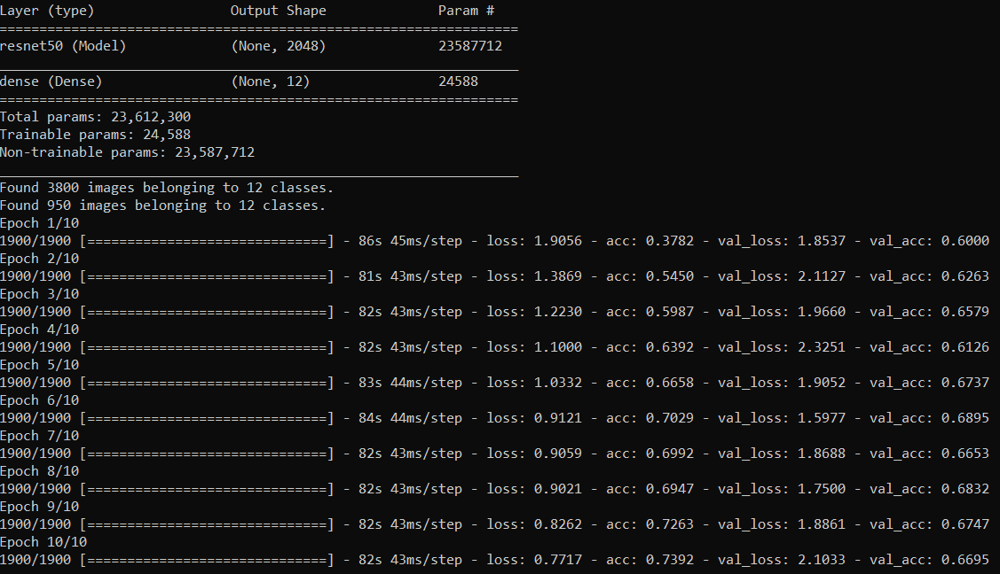 Layer (type)                 Output Shape              Param #
=================================================================
resnet50 (Model)             (None, 2048)              23587712
_________________________________________________________________
dense (Dense)                (None, 12)                24588
=================================================================
Total params: 23,612,300
Trainable params: 24,588
Non-trainable params: 23,587,712
_________________________________________________________________
Found 3800 images belonging to 12 classes.
Found 950 images belonging to 12 classes.
Epoch 1/10
1900/1900 [==============================] - 86s 45ms/step - loss: 1.9056 - acc: 0.3782 - val_loss: 1.8537 - val_acc: 0.6000
Epoch 2/10
1900/1900 [==============================] - 81s 43ms/step - loss: 1.3869 - acc: 0.5450 - val_loss: 2.1127 - val_acc: 0.6263
Epoch 3/10
1900/1900 [==============================] - 82s 43ms/step - loss: 1.2230 - acc: 0.5987 - val_loss: 1.9660 - val_acc: 0.6579
Epoch 4/10
1900/1900 [==============================] - 82s 43ms/step - loss: 1.1000 - acc: 0.6392 - val_loss: 2.3251 - val_acc: 0.6126
Epoch 5/10
1900/1900 [==============================] - 83s 44ms/step - loss: 1.0332 - acc: 0.6658 - val_loss: 1.9052 - val_acc: 0.6737
Epoch 6/10
1900/1900 [==============================] - 84s 44ms/step - loss: 0.9121 - acc: 0.7029 - val_loss: 1.5977 - val_acc: 0.6895
Epoch 7/10
1900/1900 [==============================] - 82s 43ms/step - loss: 0.9059 - acc: 0.6992 - val_loss: 1.8688 - val_acc: 0.6653
Epoch 8/10
1900/1900 [==============================] - 82s 43ms/step - loss: 0.9021 - acc: 0.6947 - val_loss: 1.7500 - val_acc: 0.6832
Epoch 9/10
1900/1900 [==============================] - 82s 43ms/step - loss: 0.8262 - acc: 0.7263 - val_loss: 1.8861 - val_acc: 0.6747
Epoch 10/10
1900/1900 [==============================] - 82s 43ms/step - loss: 0.7717 - acc: 0.7392 - val_loss: 2.1033 - val_acc: 0.6695